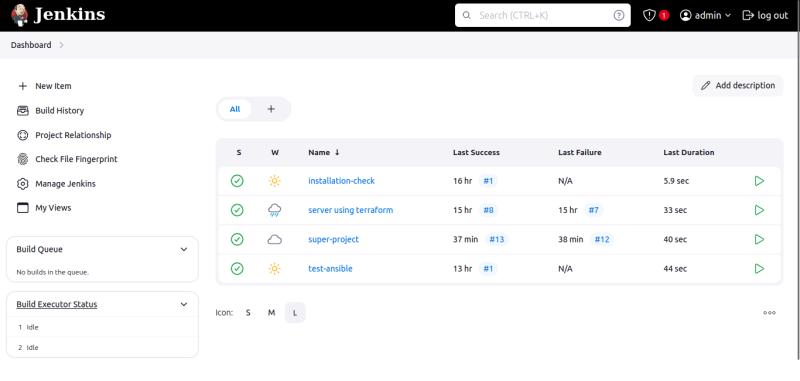 Jenkins
Search (CTRL+K)
1
admin
log out
Dashboard
New Item
Build History
Project Relationship
Check File Fingerprint
Manage Jenkins
My Views
Build Queue
No builds in the queue.
Build Executor Status
1 Idle
2 Idle
Add description
All +
S W Name ↓ Last Success Last Failure Last Duration
installation-check 16 hr #1 N/A 5.9 sec
server using terraform 15 hr #8 15 hr #7 33 sec
super-project 37 min #13 38 min #12 40 sec
test-ansible 13 hr #1 N/A 44 sec
Icon: S M L